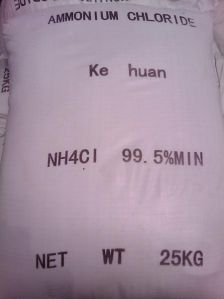 AMMONIUM CHLORIDE
Ke huan
NH4Cl 99.5%MIN
NET WT 25KG